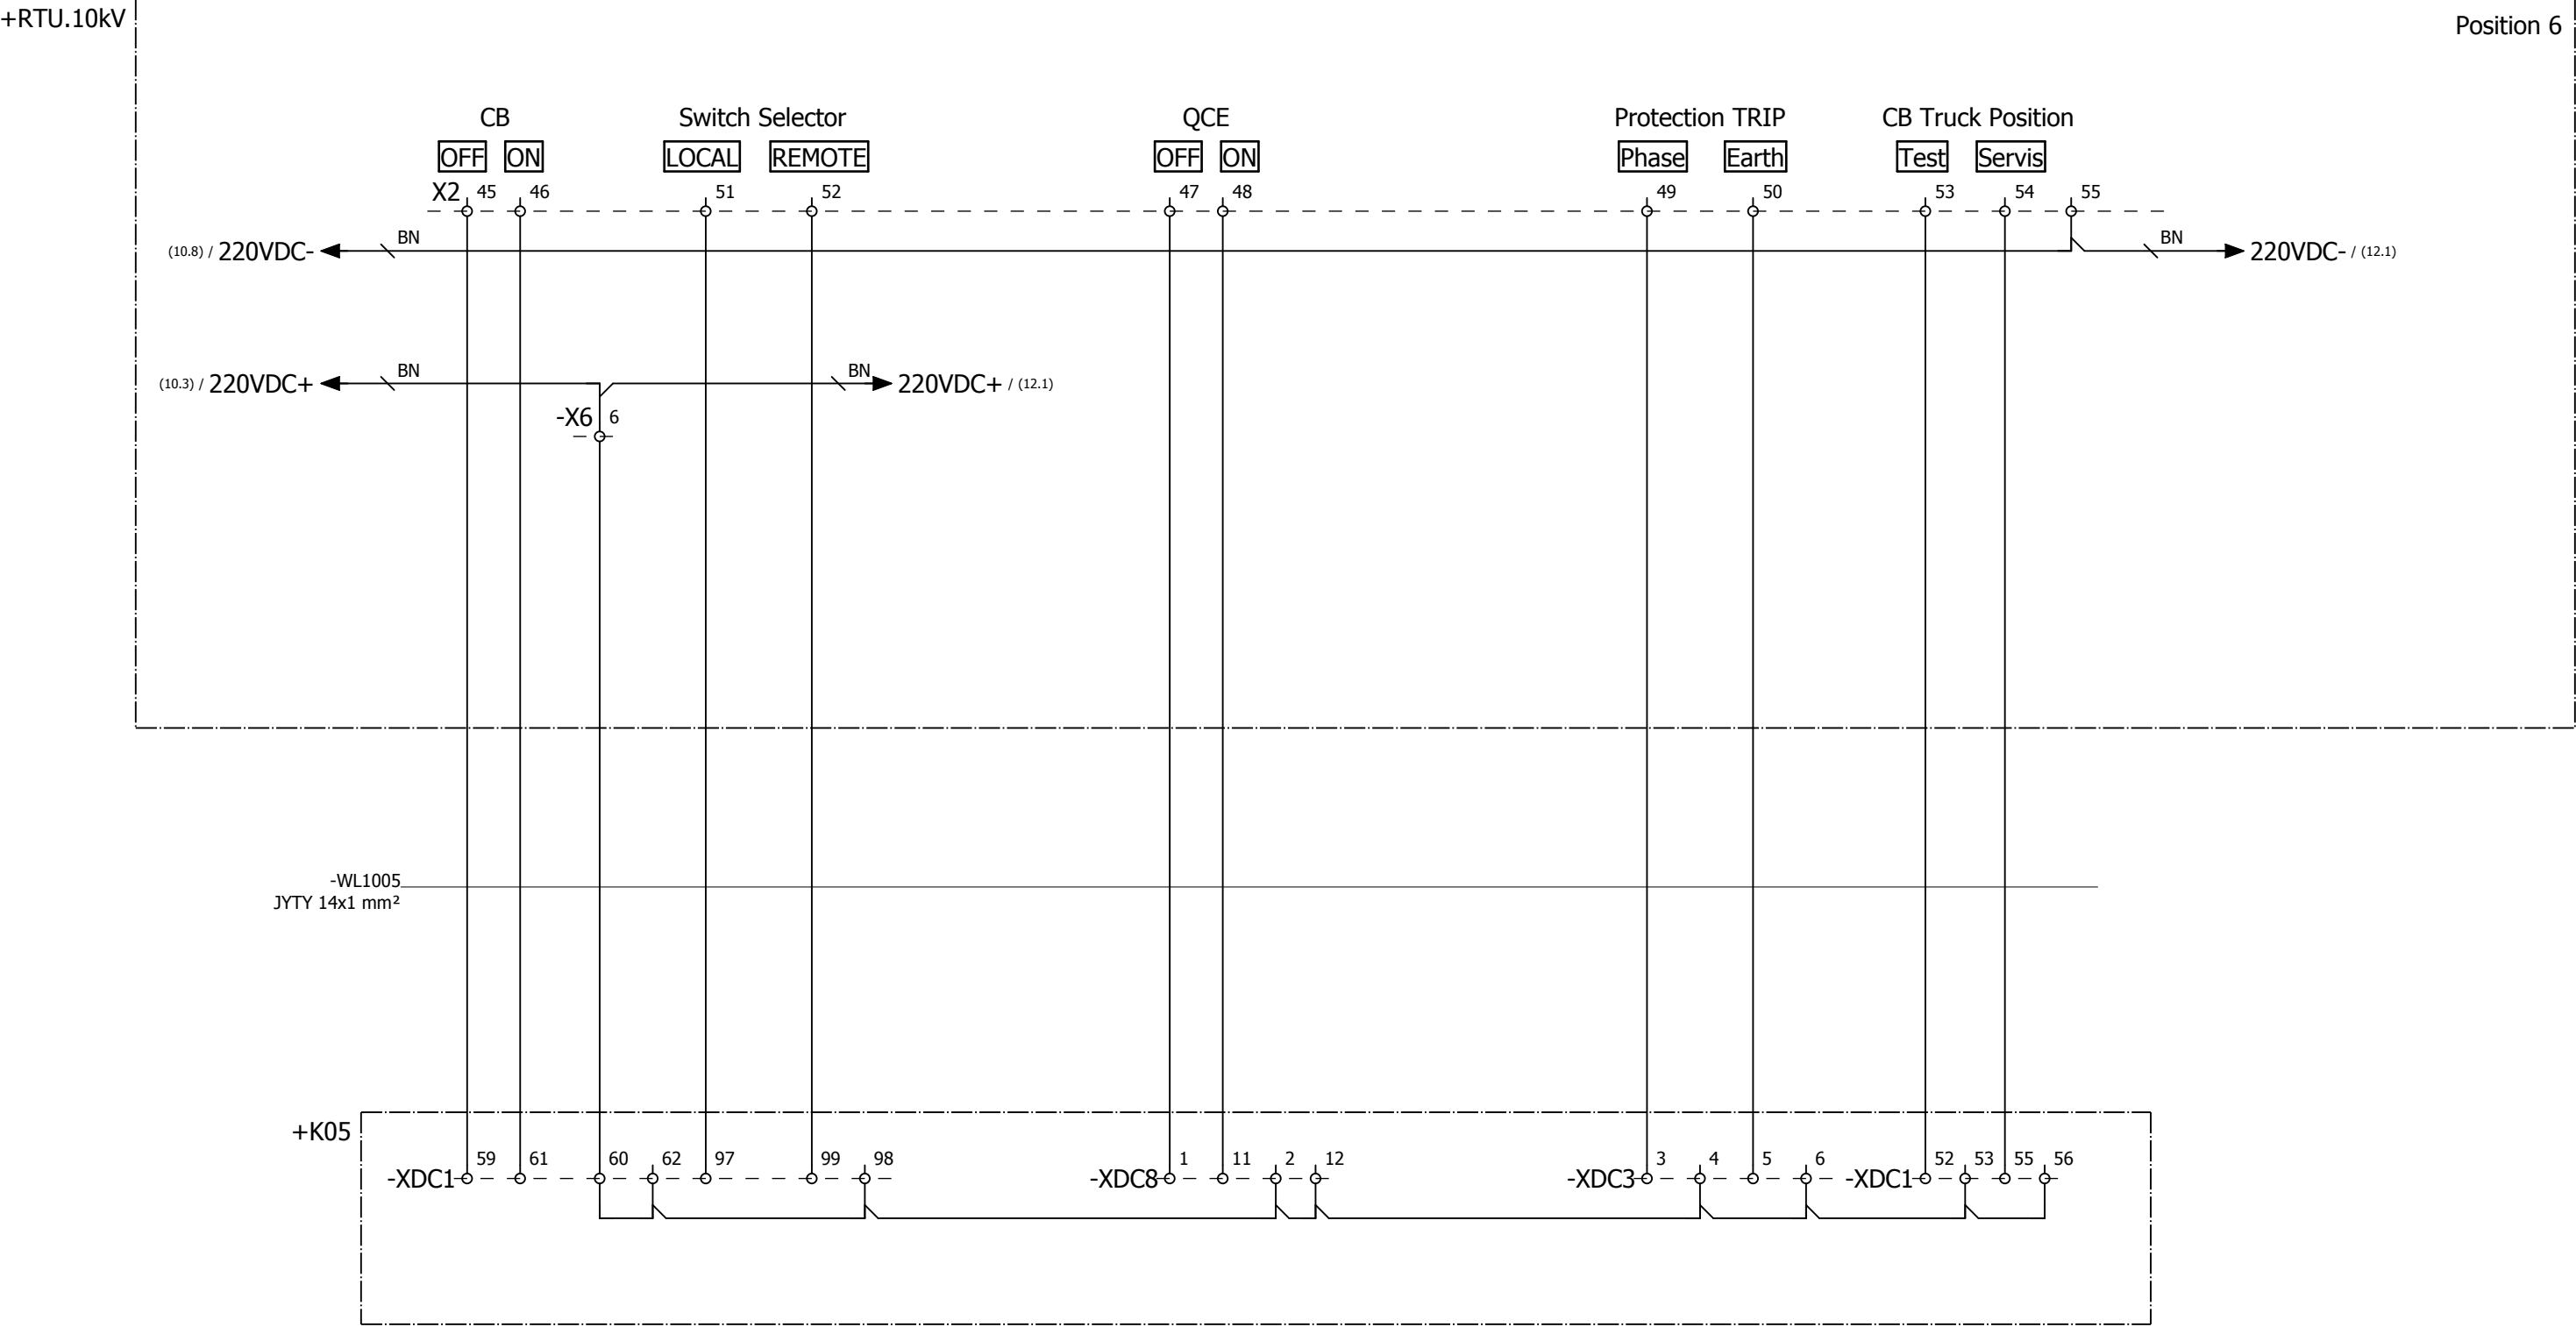 +RTU.10kV
Position 6
CB Switch Selector QCE Protection TRIP CB Truck Position
OFF ON LOCAL REMOTE OFF ON Phase Earth Test Servis
X2 45 46 51 52 47 48 49 50 53 54 55
(10.8) / 220VDC- BN BN 220VDC- / (12.1)
(10.3) / 220VDC+ BN BN 220VDC+ / (12.1)
-X6 6
-WL1005
JYTY 14x1 mm²
+K05
-XDC1 59 61 60 62 97 99 98 -XDC8 1 11 2 12 -XDC3 3 4 5 6 -XDC1 52 53 55 56